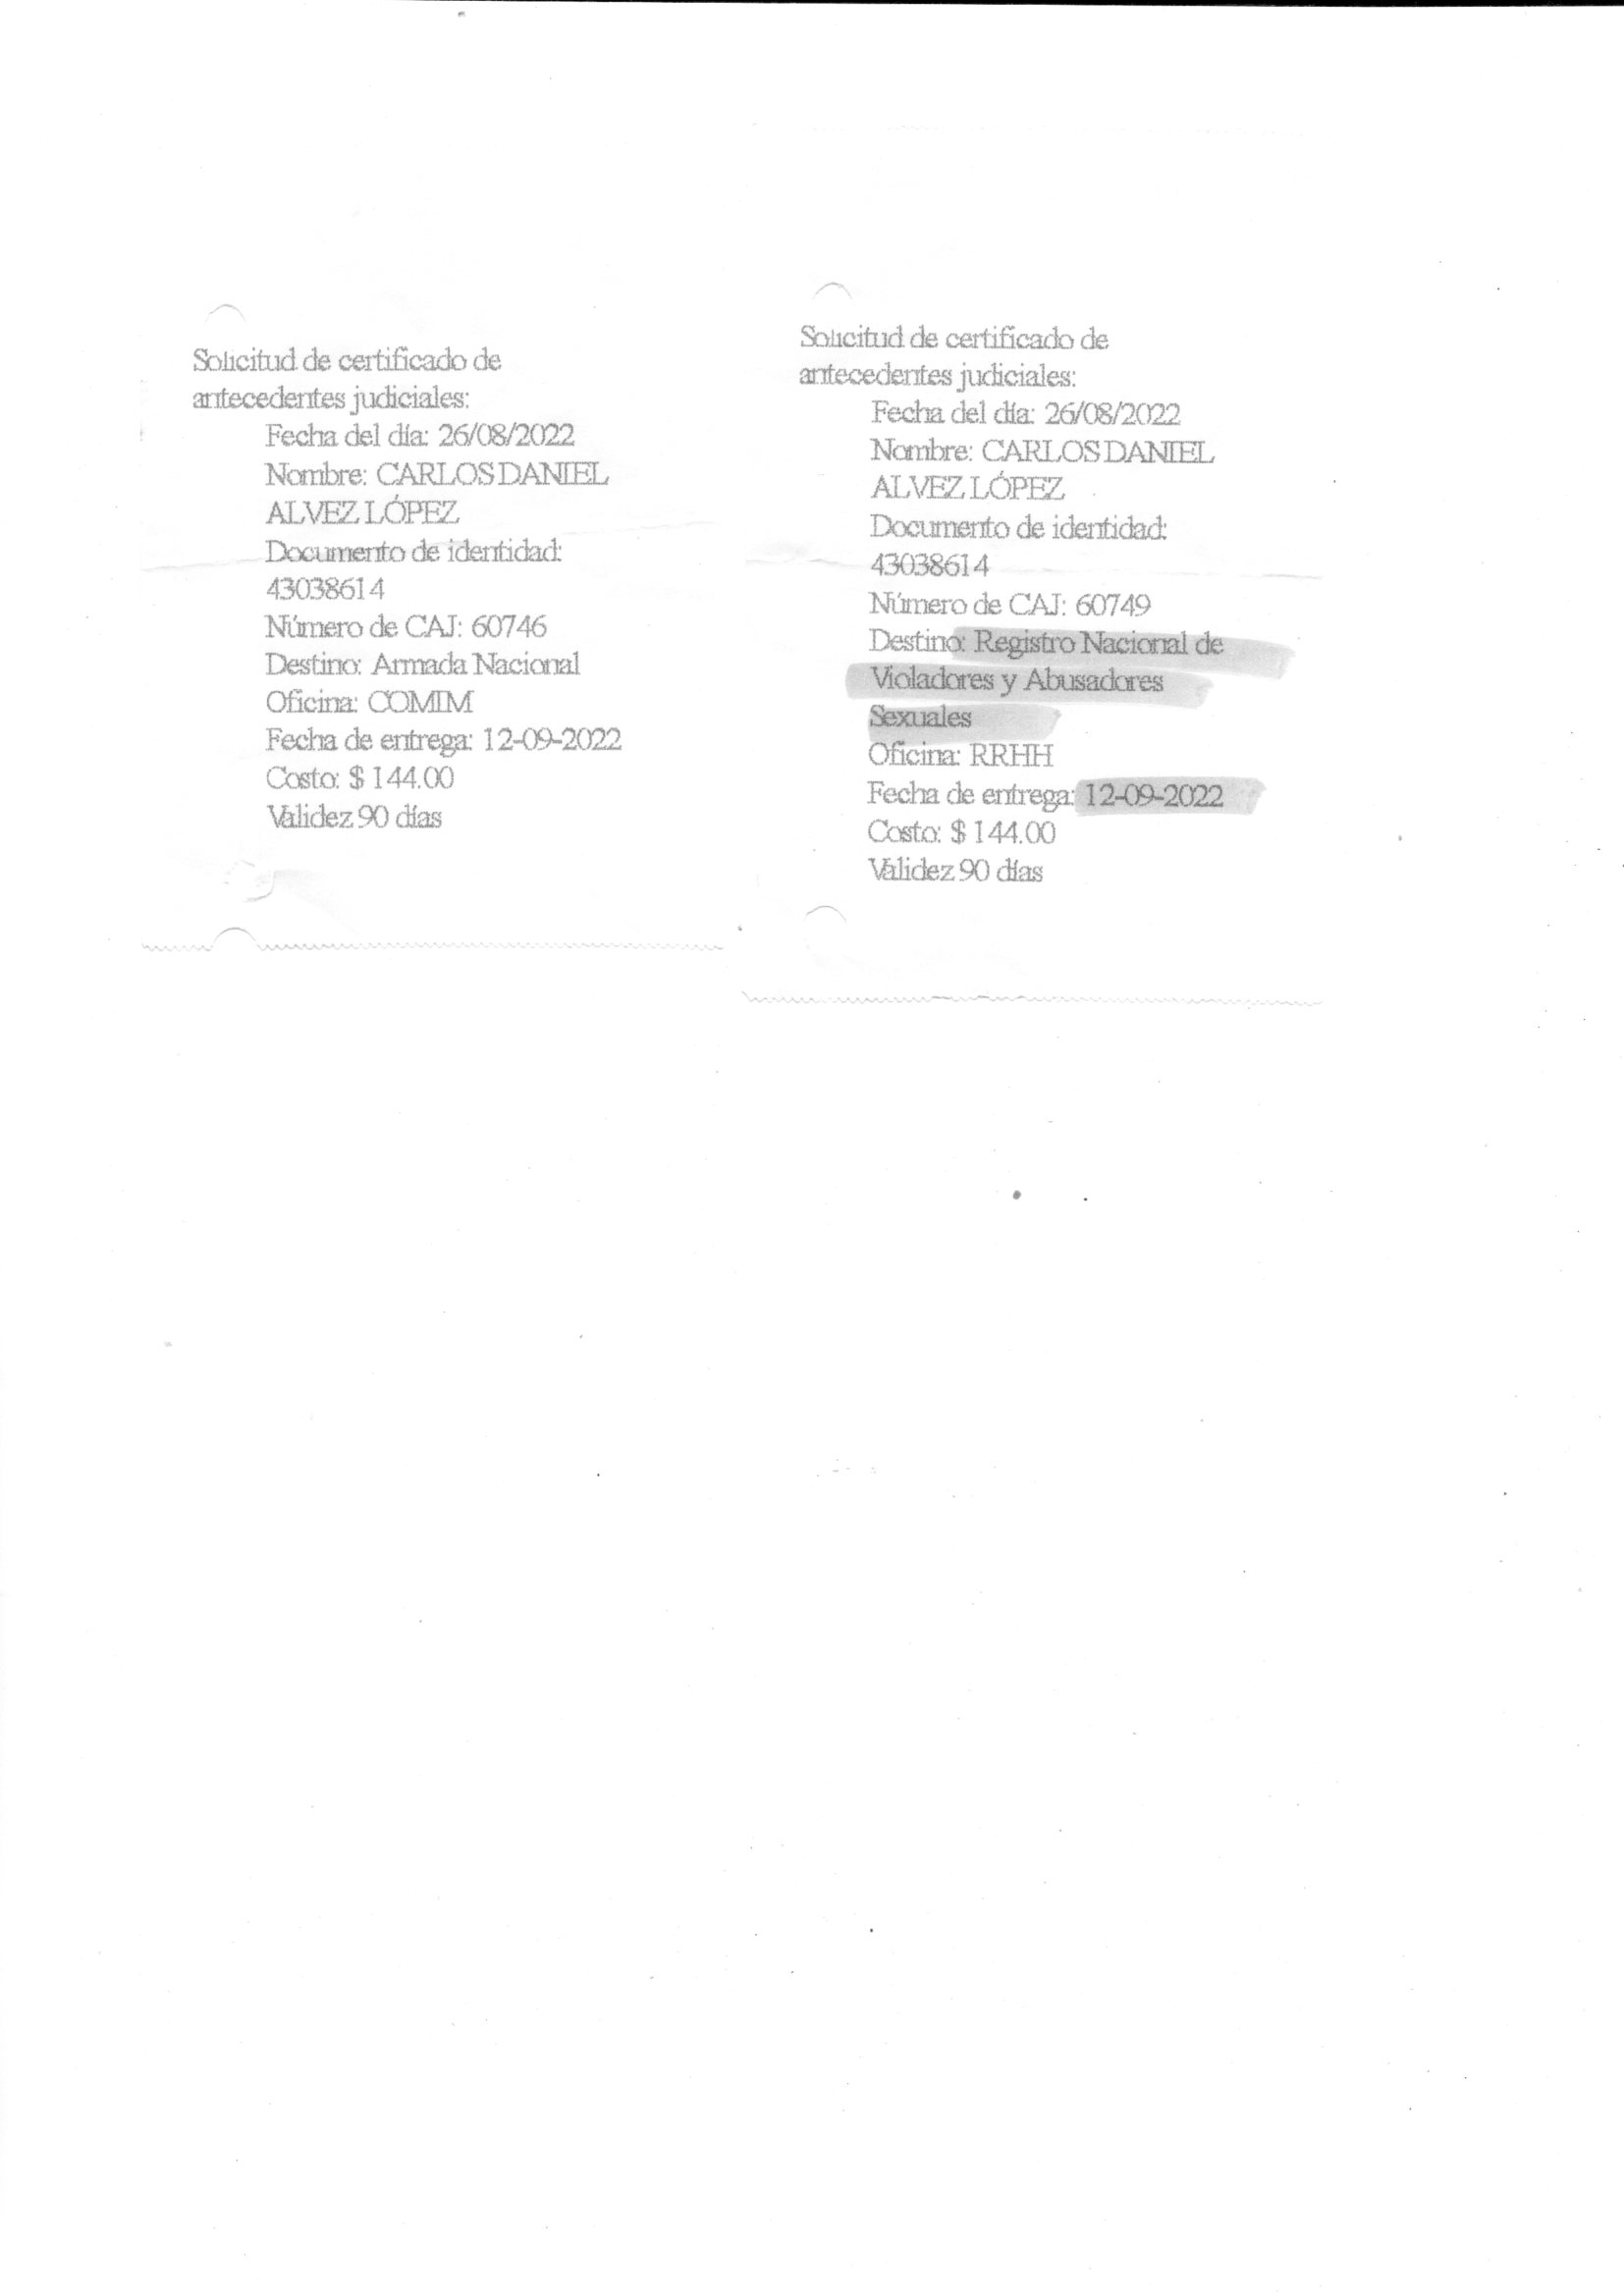 Solicitud de certificado de
antecedentes judiciales:
Fecha del día: 26/08/2022
Nombre: CARLOS DANIEL
ALVEZ LÓPEZ
Documento de identidad:
43038614
Número de CAJ: 60746
Destino: Armada Nacional
Oficina: COMIM
Fecha de entrega: 12-09-2022
Costo: $ 144.00
Validez 90 días
Solicitud de certificado de
antecedentes judiciales:
Fecha del día: 26/08/2022
Nombre: CARLOS DANIEL
ALVEZ LÓPEZ
Documento de identidad:
43038614
Número de CAJ: 60749
Destino: Registro Nacional de
Violadores y Abusadores
Sexuales
Oficina: RRHH
Fecha de entrega: 12-09-2022
Costo: $ 144.00
Validez 90 días